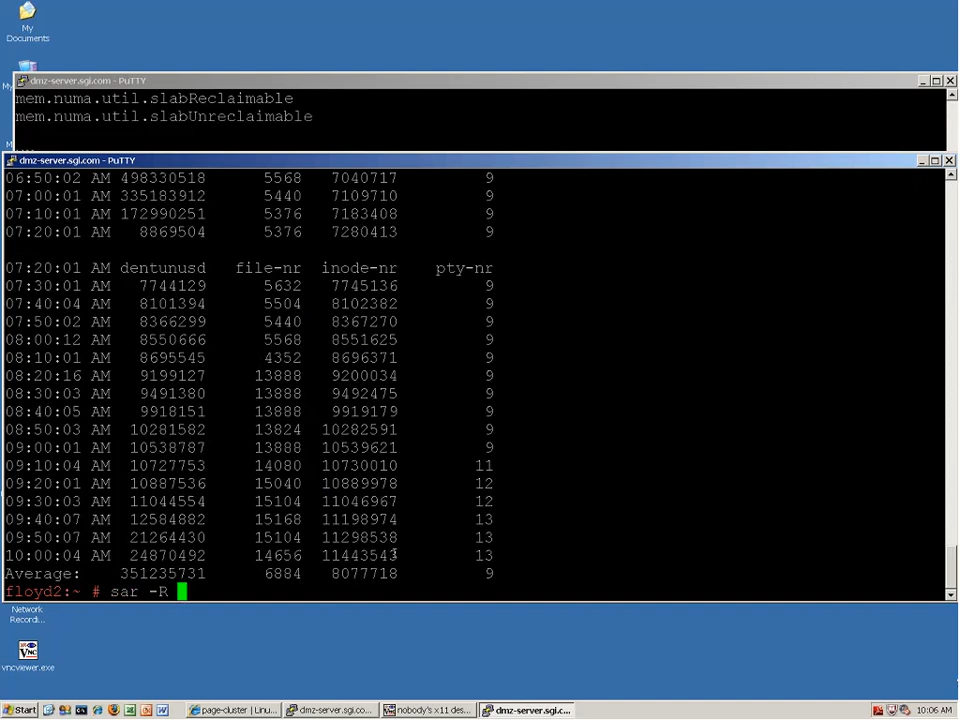 My
Documents
dmz-server.sgi.com - PuTTY
mem.numa.util.slabReclaimable
mem.numa.util.slabUnreclaimable
dmz-server.sgi.com - PuTTY
06:50:02 AM 498330518 5568 7040717 9
07:00:01 AM 335183912 5440 7109710 9
07:10:01 AM 172990251 5376 7183408 9
07:20:01 AM 8869504 5376 7280413 9
07:20:01 AM dentunusd file-nr inode-nr pty-nr
07:30:01 AM 7744129 5632 7745136 9
07:40:04 AM 8101394 5504 8102382 9
07:50:02 AM 8366299 5440 8367270 9
08:00:12 AM 8550666 5568 8551625 9
08:10:01 AM 8695545 4352 8696371 9
08:20:16 AM 9199127 13888 9200034 9
08:30:03 AM 9491380 13888 9492475 9
08:40:05 AM 9918151 13888 9919179 9
08:50:03 AM 10281582 13824 10282591 9
09:00:01 AM 10538787 13888 10539621 9
09:10:04 AM 10727753 14080 10730010 11
09:20:01 AM 10887536 15040 10889978 12
09:30:03 AM 11044554 15104 11046967 12
09:40:07 AM 12584882 15168 11198974 13
09:50:07 AM 21264430 15104 11298538 13
10:00:04 AM 24870492 14656 11443543 13
Average: 351235731 6884 8077718 9
floyd2:~ # sar -R
Network
Recordi...
vncviewer.exe
Start page-cluster | Linu... dmz-server.sgi.co... nobody's x11 des... dmz-server.sgi.c... 10:06 AM